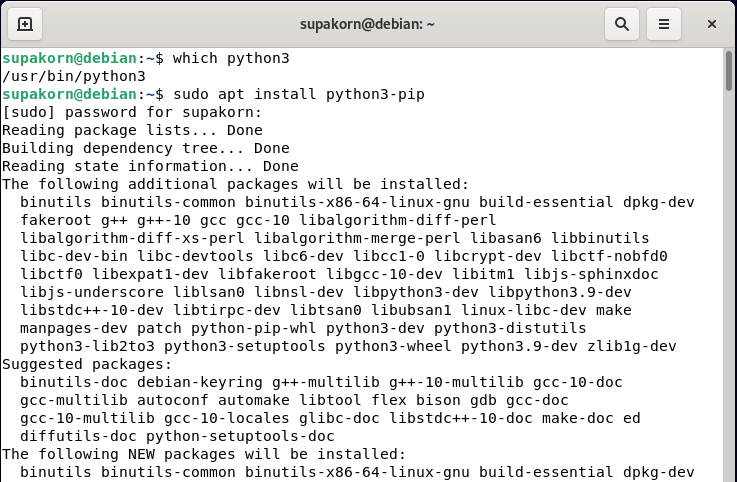 supakorn@debian: ~
supakorn@debian:~$ which python3
/usr/bin/python3
supakorn@debian:~$ sudo apt install python3-pip
[sudo] password for supakorn:
Reading package lists... Done
Building dependency tree... Done
Reading state information... Done
The following additional packages will be installed:
  binutils binutils-common binutils-x86-64-linux-gnu build-essential dpkg-dev
  fakeroot g++ g++-10 gcc gcc-10 libalgorithm-diff-perl
  libalgorithm-diff-xs-perl libalgorithm-merge-perl libasan6 libbinutils
  libc-dev-bin libc-devtools libc6-dev libcc1-0 libcrypt-dev libctf-nobfd0
  libctf0 libexpat1-dev libfakeroot libgcc-10-dev libitm1 libjs-sphinxdoc
  libjs-underscore liblsan0 libnsl-dev libpython3-dev libpython3.9-dev
  libstdc++-10-dev libtirpc-dev libtsan0 libubsan1 linux-libc-dev make
  manpages-dev patch python-pip-whl python3-dev python3-distutils
  python3-lib2to3 python3-setuptools python3-wheel python3.9-dev zlib1g-dev
Suggested packages:
  binutils-doc debian-keyring g++-multilib g++-10-multilib gcc-10-doc
  gcc-multilib autoconf automake libtool flex bison gdb gcc-doc
  gcc-10-multilib gcc-10-locales glibc-doc libstdc++-10-doc make-doc ed
  diffutils-doc python-setuptools-doc
The following NEW packages will be installed:
  binutils binutils-common binutils-x86-64-linux-gnu build-essential dpkg-dev